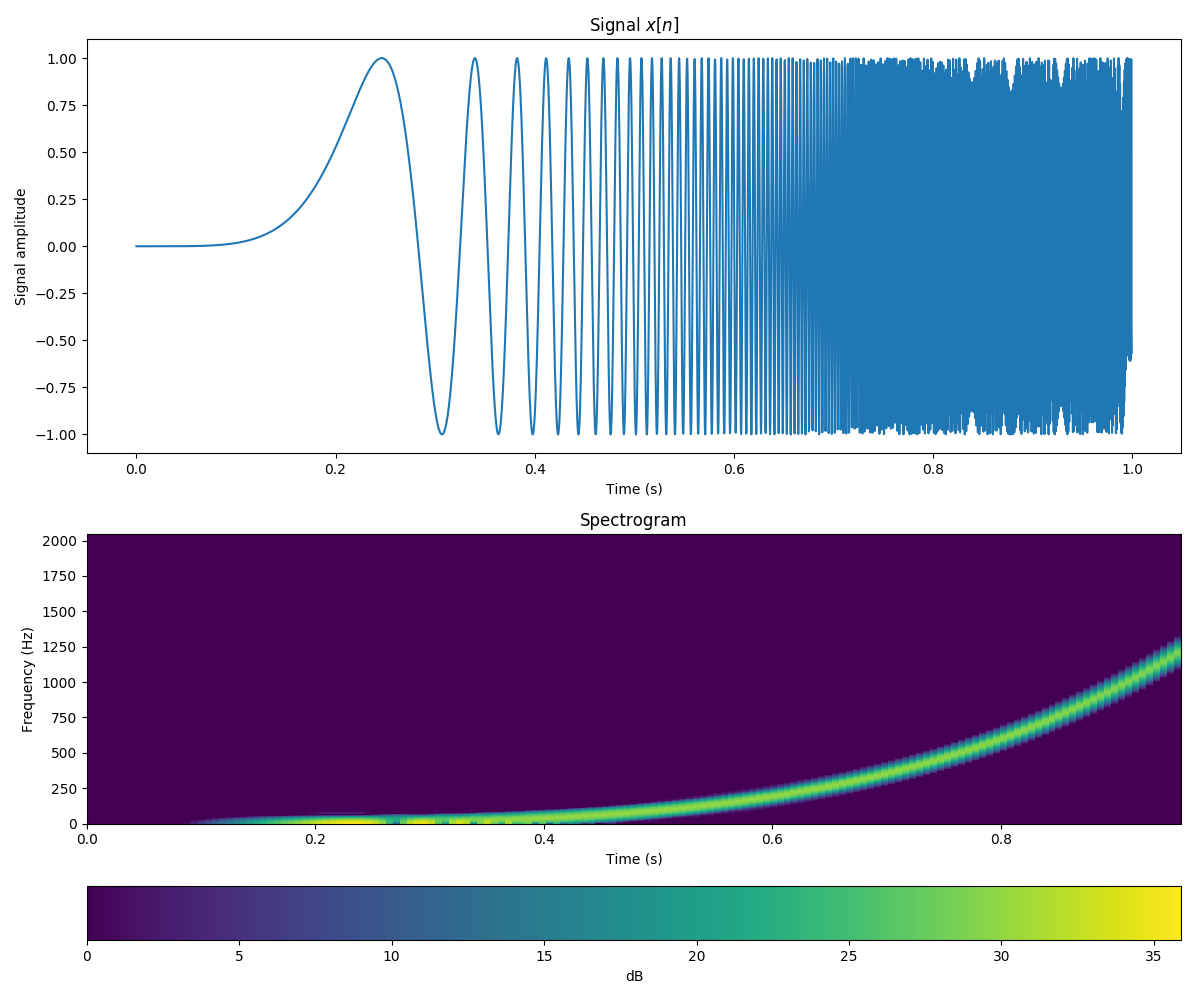 Signal x[n]
1.00
0.75
0.50
0.25
0.00
−0.25
−0.50
−0.75
−1.00
Signal amplitude
0.0 0.2 0.4 0.6 0.8 1.0
Time (s)
Spectrogram
2000
1750
1500
1250
1000
750
500
250
0
Frequency (Hz)
0.0 0.2 0.4 0.6 0.8
Time (s)
0 5 10 15 20 25 30 35
dB